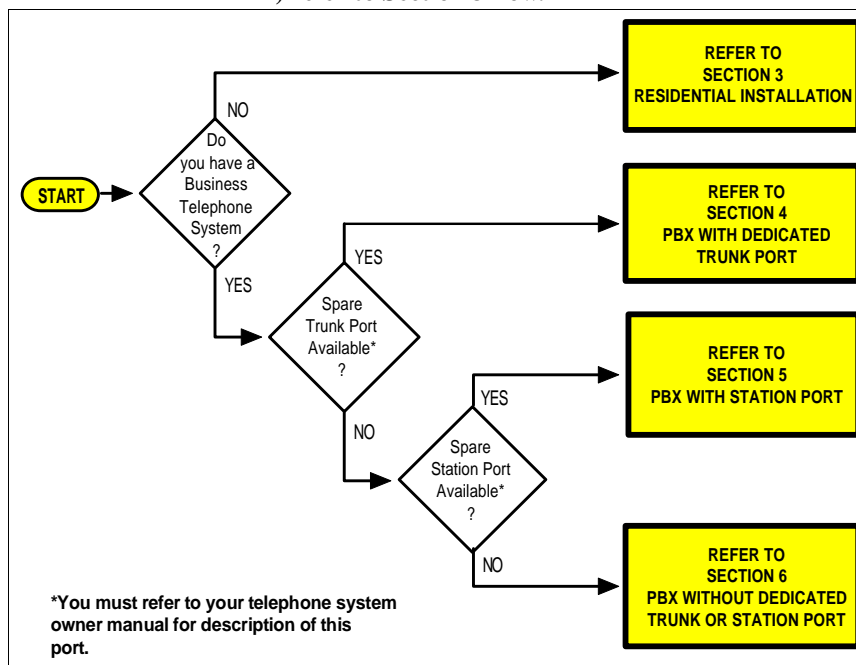 REFER TO
SECTION 3
RESIDENTIAL INSTALLATION
NO
Do
you have a
Business
Telephone
System
?
START
YES
REFER TO
SECTION 4
PBX WITH DEDICATED
TRUNK PORT
YES
Spare
Trunk Port
Available*
?
NO
REFER TO
SECTION 5
PBX WITH STATION PORT
YES
Spare
Station Port
Available*
?
NO
REFER TO
SECTION 6
PBX WITHOUT DEDICATED
TRUNK OR STATION PORT
*You must refer to your telephone system
owner manual for description of this
port.